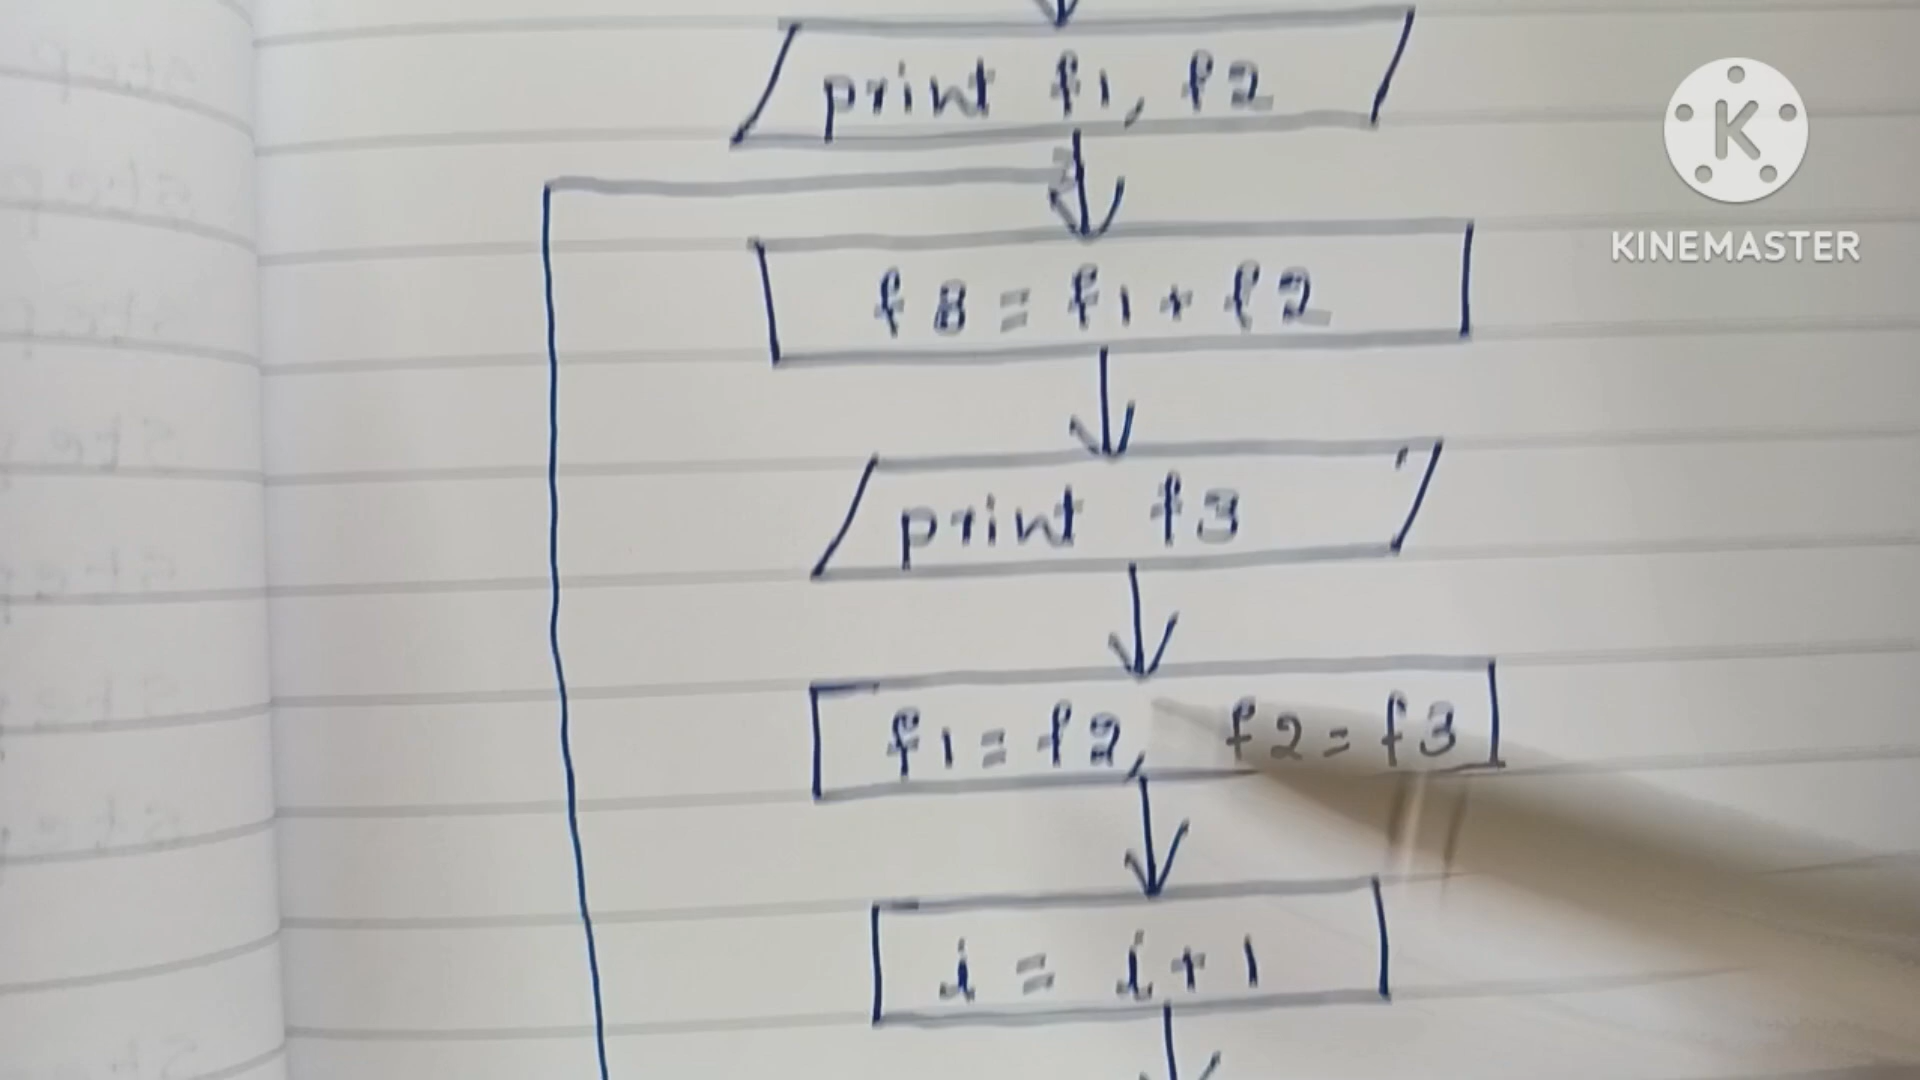 print f1, f2
K
KINEMASTER
f3 = f1 + f2
print f3
f1 = f2, f2 = f3
i = i + 1